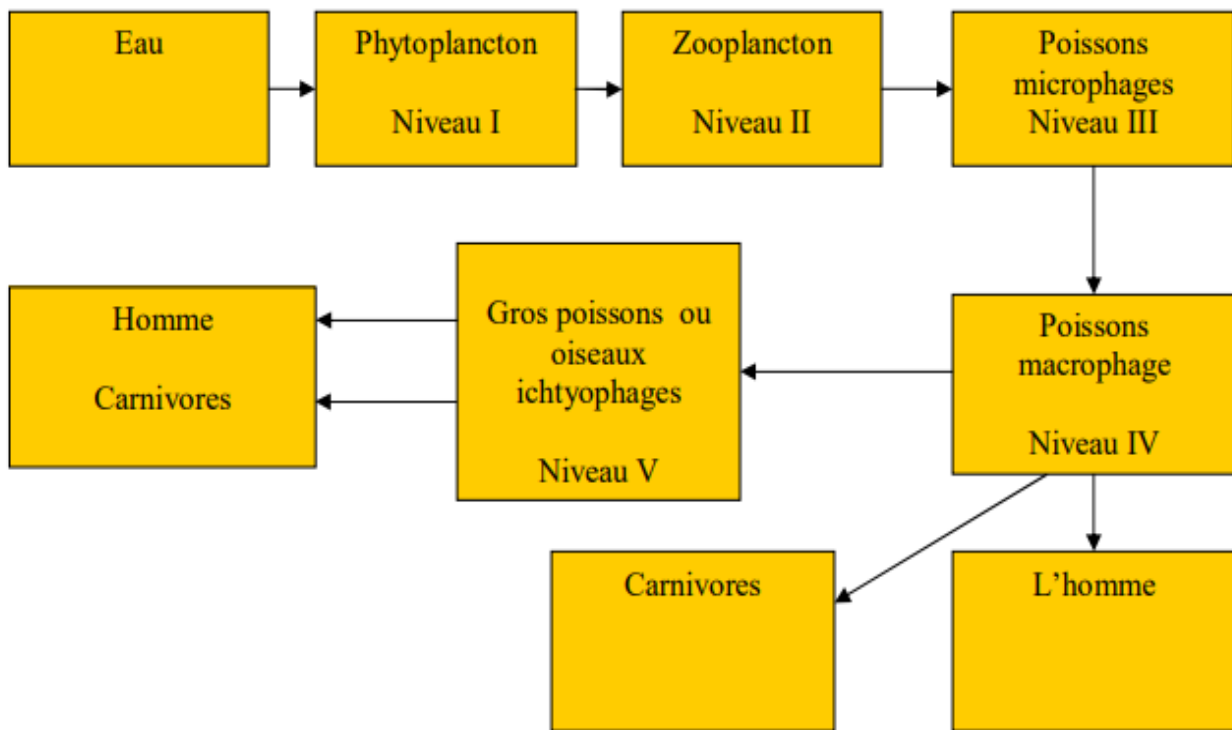 Eau
Phytoplancton
Niveau I
Zooplancton
Niveau II
Poissons
microphages
Niveau III
Homme
Carnivores
Gros poissons ou
oiseaux
ichtyophages
Niveau V
Poissons
macrophage
Niveau IV
Carnivores
L'homme